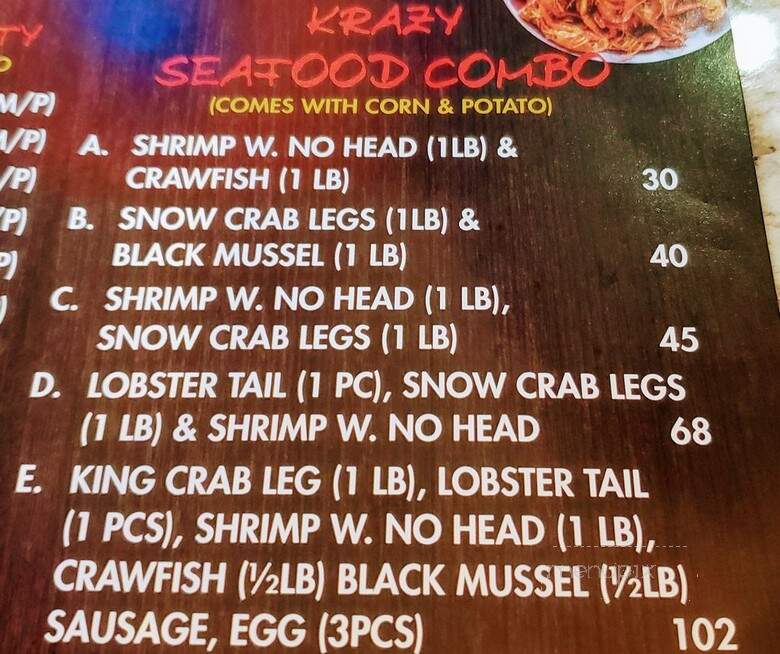 KRAZY
SEAFOOD COMBO
(COMES WITH CORN & POTATO)
A. SHRIMP W. NO HEAD (1LB) &
CRAWFISH (1 LB) 30
B. SNOW CRAB LEGS (1LB) &
BLACK MUSSEL (1 LB) 40
C. SHRIMP W. NO HEAD (1 LB),
SNOW CRAB LEGS (1 LB) 45
D. LOBSTER TAIL (1 PC), SNOW CRAB LEGS
(1 LB) & SHRIMP W. NO HEAD 68
E. KING CRAB LEG (1 LB), LOBSTER TAIL
(1 PCS), SHRIMP W. NO HEAD (1 LB),
CRAWFISH (½LB) BLACK MUSSEL (½LB)
SAUSAGE, EGG (3PCS) 102
TY
M/P)
M/P)
/P)
P)
P)
)